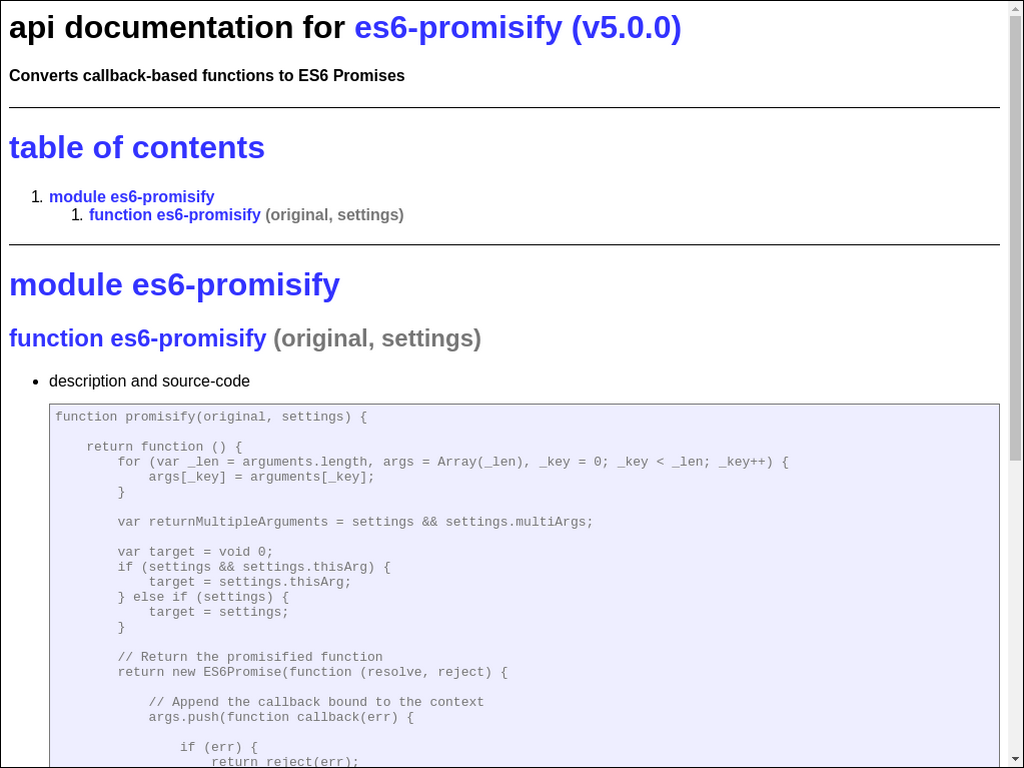 api documentation for es6-promisify (v5.0.0)
Converts callback-based functions to ES6 Promises
table of contents
1. module es6-promisify
1. function es6-promisify (original, settings)
module es6-promisify
function es6-promisify (original, settings)
• description and source-code
function promisify(original, settings) {
    return function () {
        for (var _len = arguments.length, args = Array(_len), _key = 0; _key < _len; _key++) {
            args[_key] = arguments[_key];
        }
        var returnMultipleArguments = settings && settings.multiArgs;
        var target = void 0;
        if (settings && settings.thisArg) {
            target = settings.thisArg;
        } else if (settings) {
            target = settings;
        }
        // Return the promisified function
        return new ES6Promise(function (resolve, reject) {
            // Append the callback bound to the context
            args.push(function callback(err) {
                if (err) {
                    return reject(err);